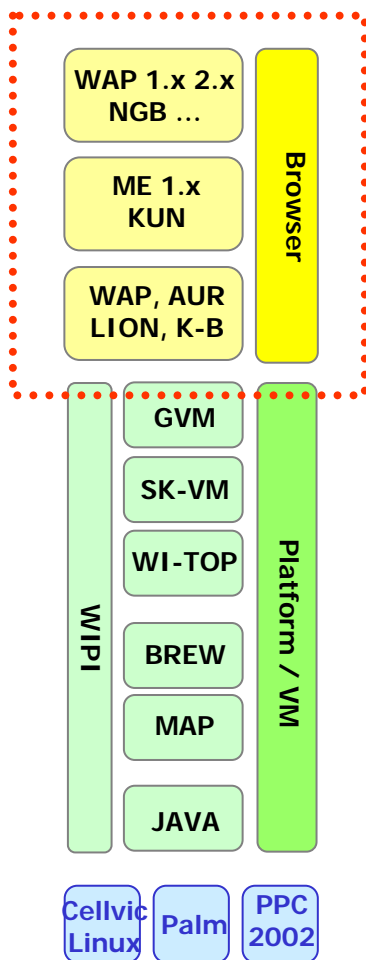 WAP 1.x 2.x
NGB ...
ME 1.x
KUN
WAP, AUR
LION, K-B
Browser
WIPI
GVM
SK-VM
WI-TOP
BREW
MAP
JAVA
Platform / VM
Cellvic
Linux
Palm
PPC
2002